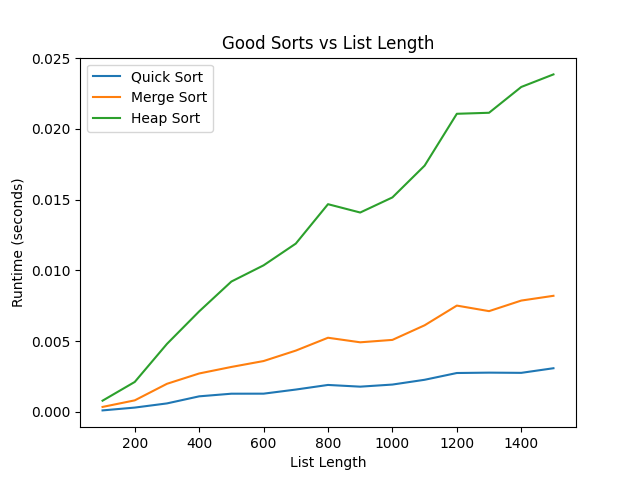 Good Sorts vs List Length
Quick Sort
Merge Sort
Heap Sort
Runtime (seconds)
0.025
0.020
0.015
0.010
0.005
0.000
200 400 600 800 1000 1200 1400
List Length